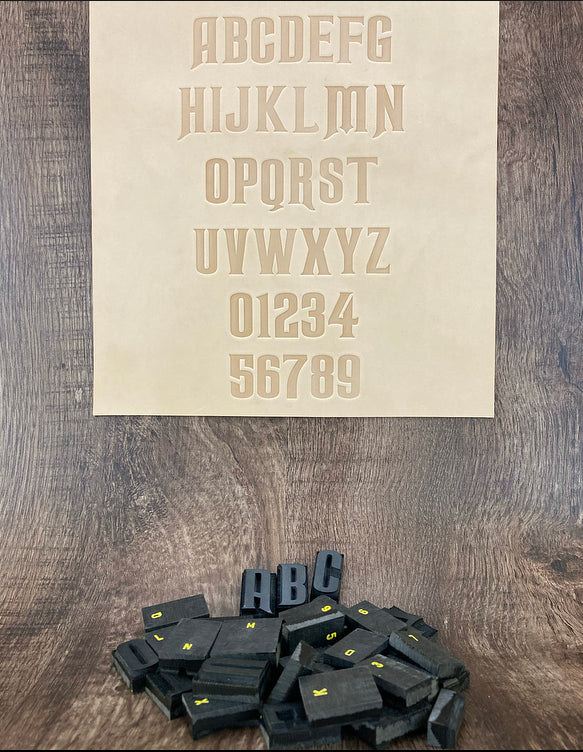 ABCDEFG
HIJKLMN
OPQRST
UVWXYZ
01234
56789
ABC